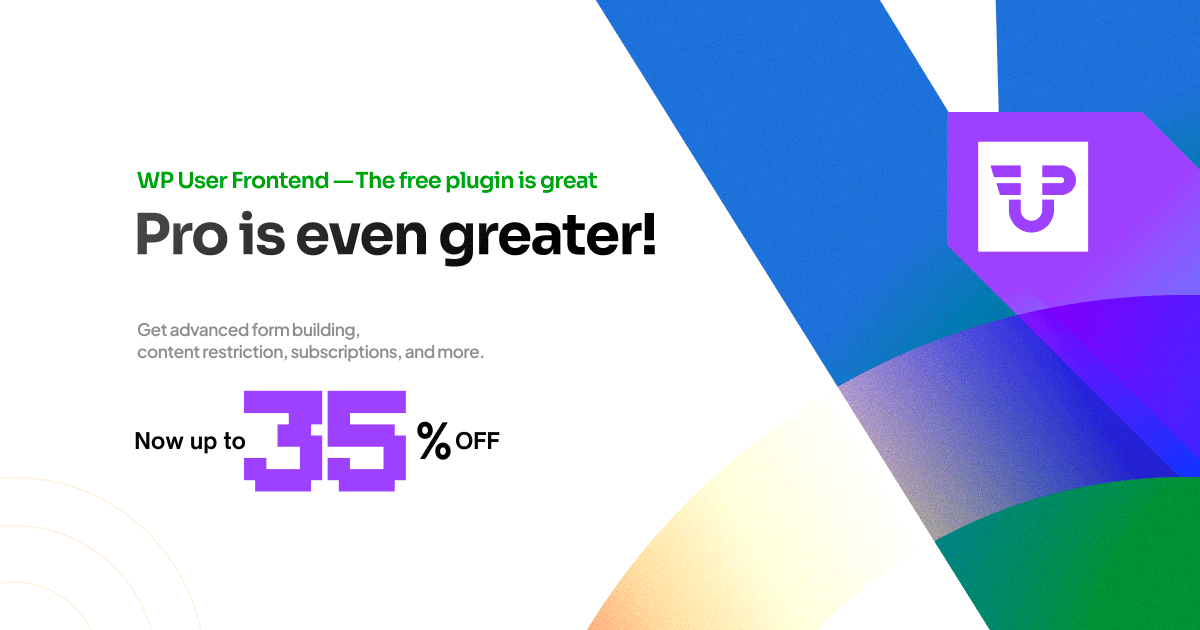 WP User Frontend — The free plugin is great
Pro is even greater!
Get advanced form building,
content restriction, subscriptions, and more.
Now up to 35 % OFF